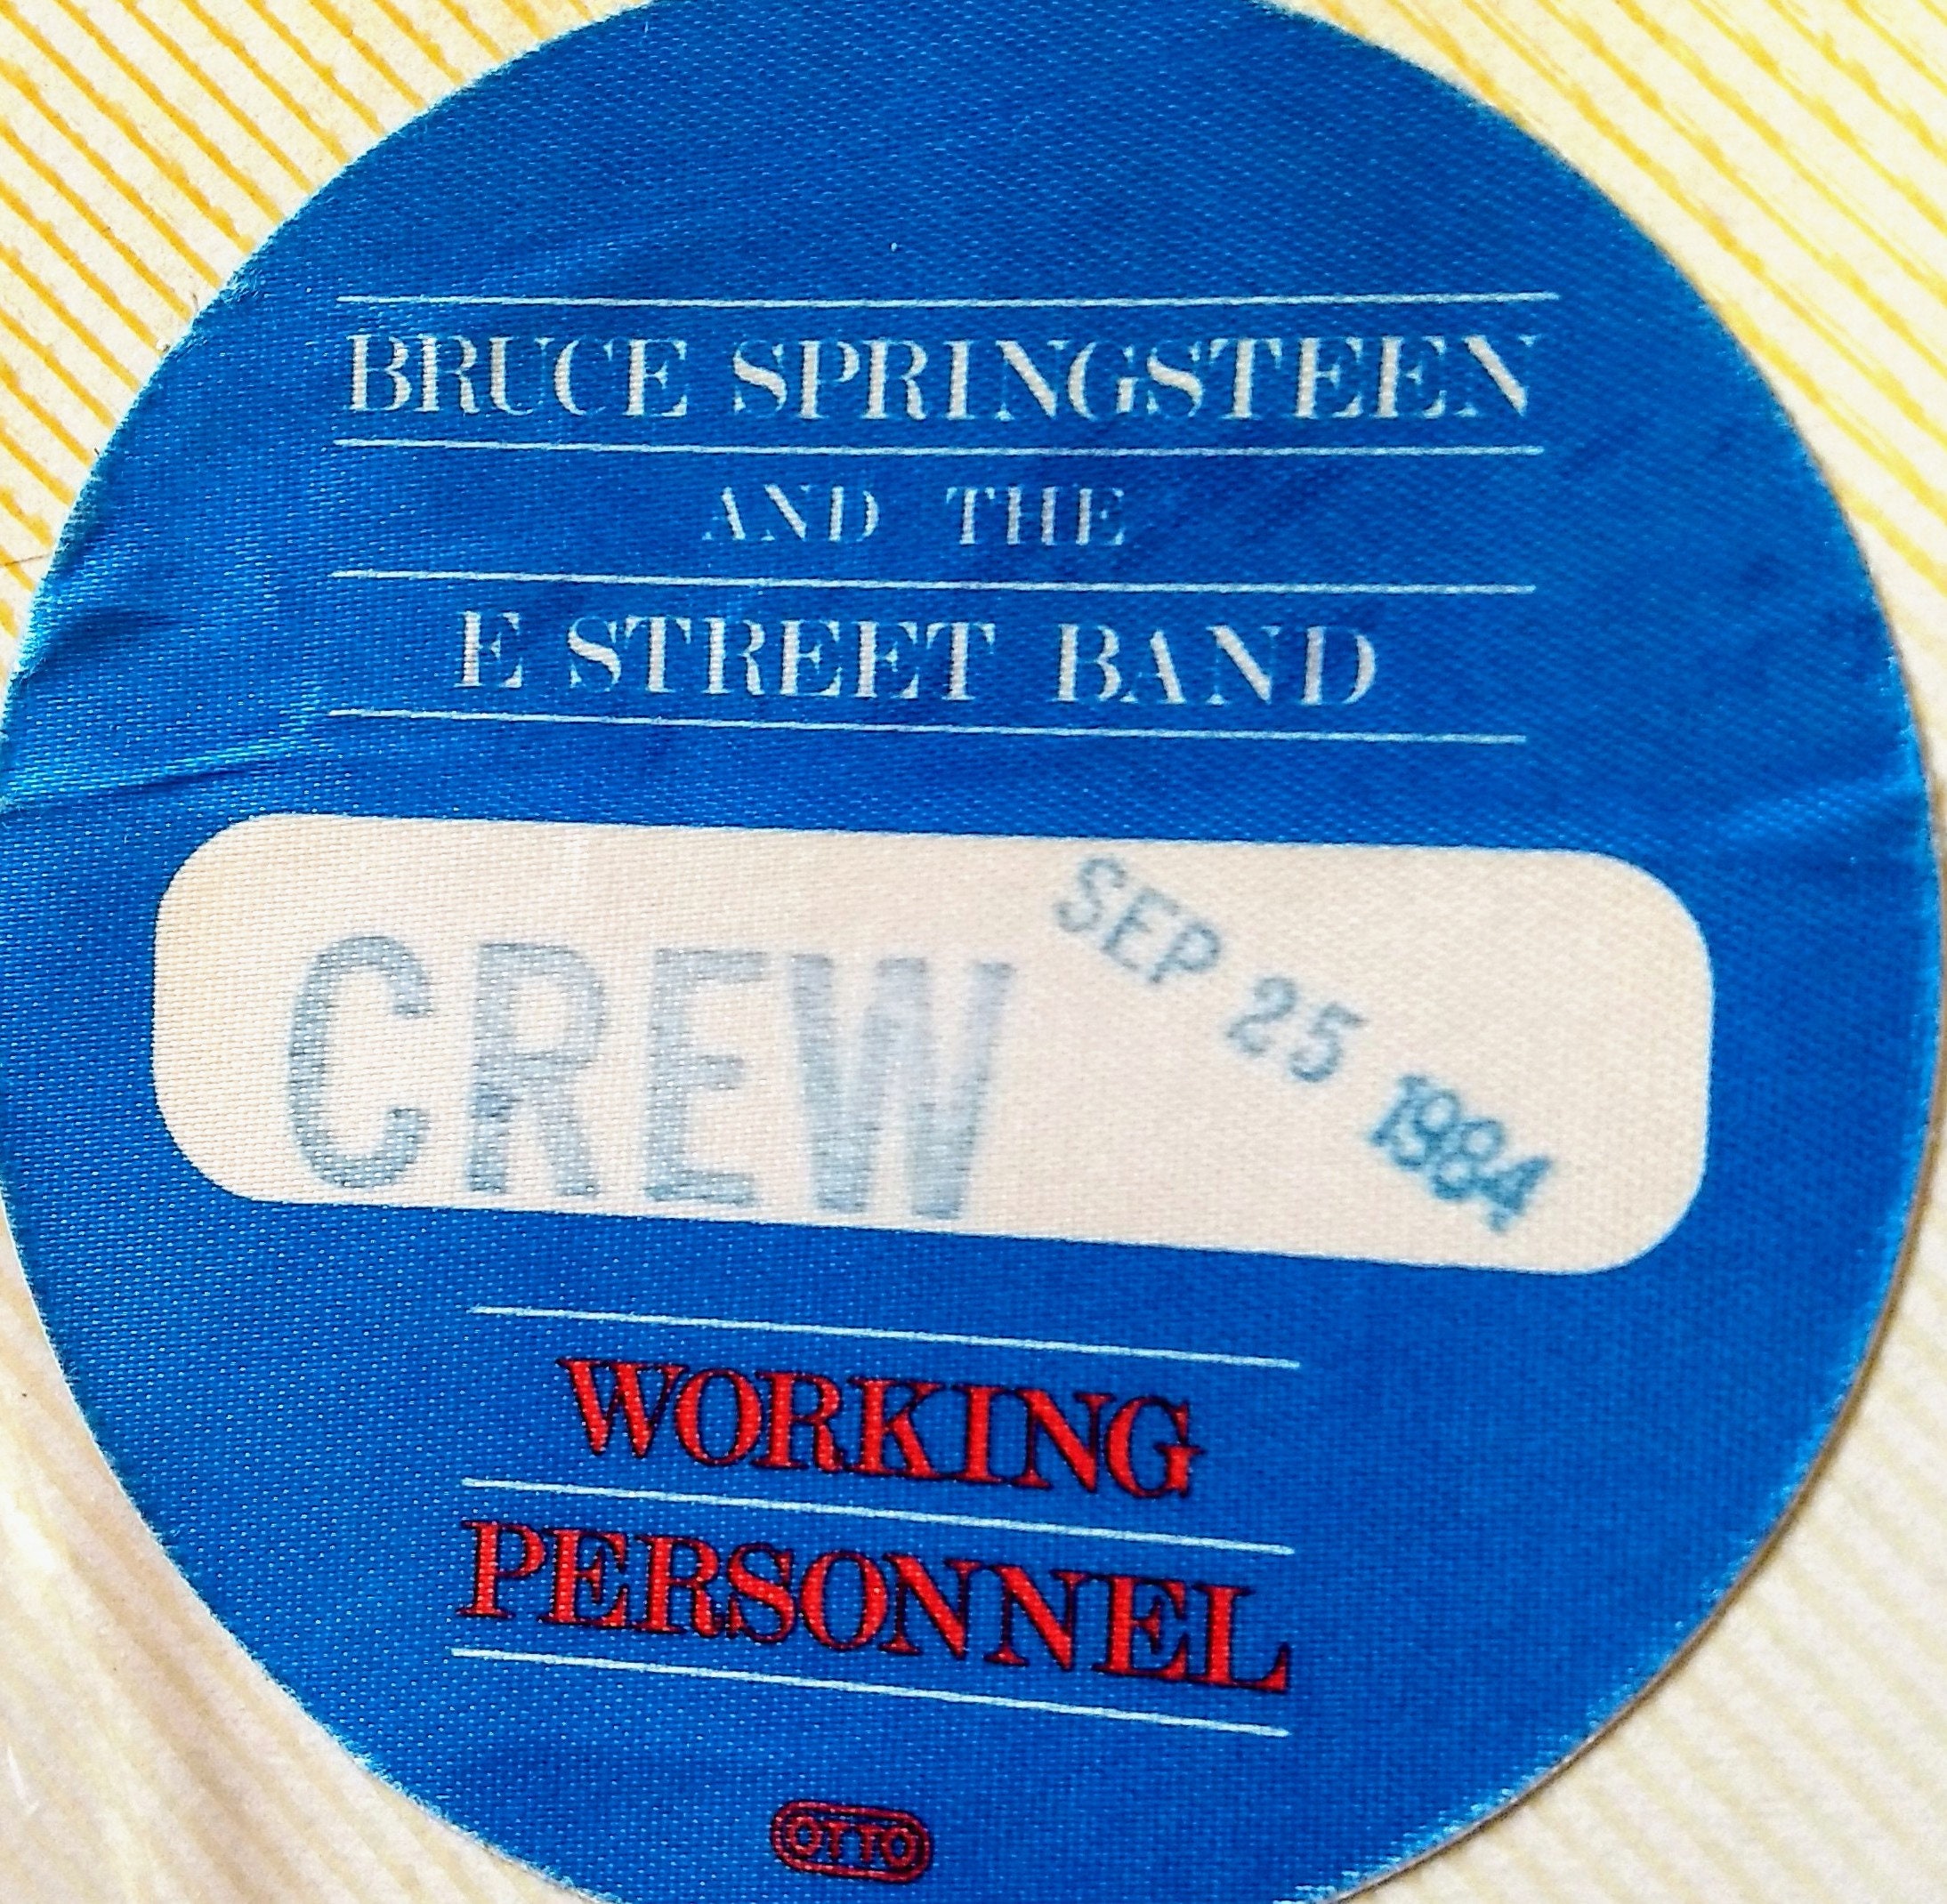 BRUCE SPRINGSTEEN
AND THE
E STREET BAND
CREW
SEP 25 1984
WORKING
PERSONNEL
OTTO